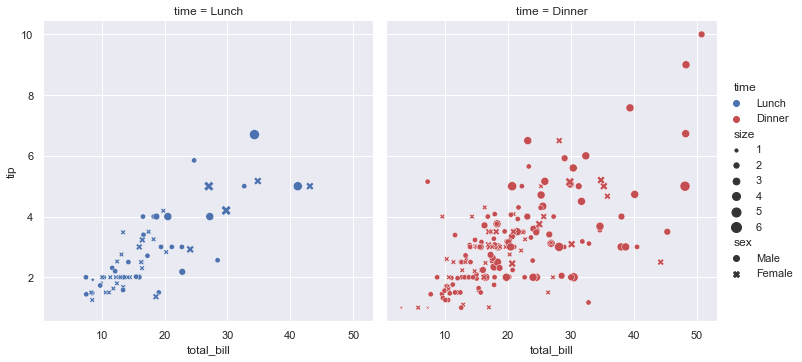 time = Lunch
time = Dinner
10
8
6
4
2
tip
10 20 30 40 50
total_bill
10 20 30 40 50
total_bill
time
Lunch
Dinner
size
1
2
3
4
5
6
sex
Male
Female